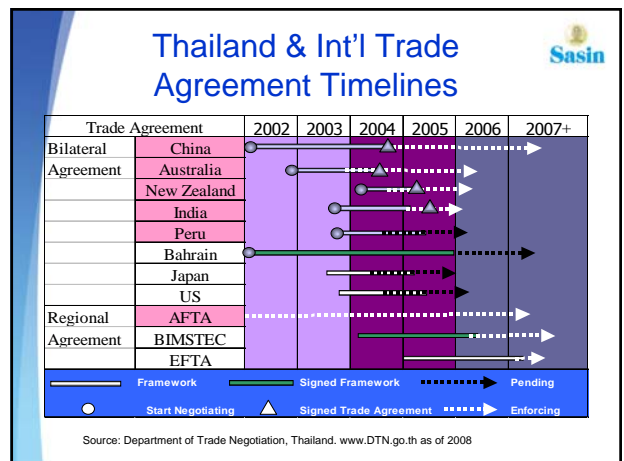 Thailand & Int'l Trade
Agreement Timelines
Sasin
Trade Agreement 2002 2003 2004 2005 2006 2007+
Bilateral China
Agreement Australia
New Zealand
India
Peru
Bahrain
Japan
US
Regional AFTA
Agreement BIMSTEC
EFTA
Framework Signed Framework Pending
Start Negotiating Signed Trade Agreement Enforcing
Source: Department of Trade Negotiation, Thailand. www.DTN.go.th as of 2008